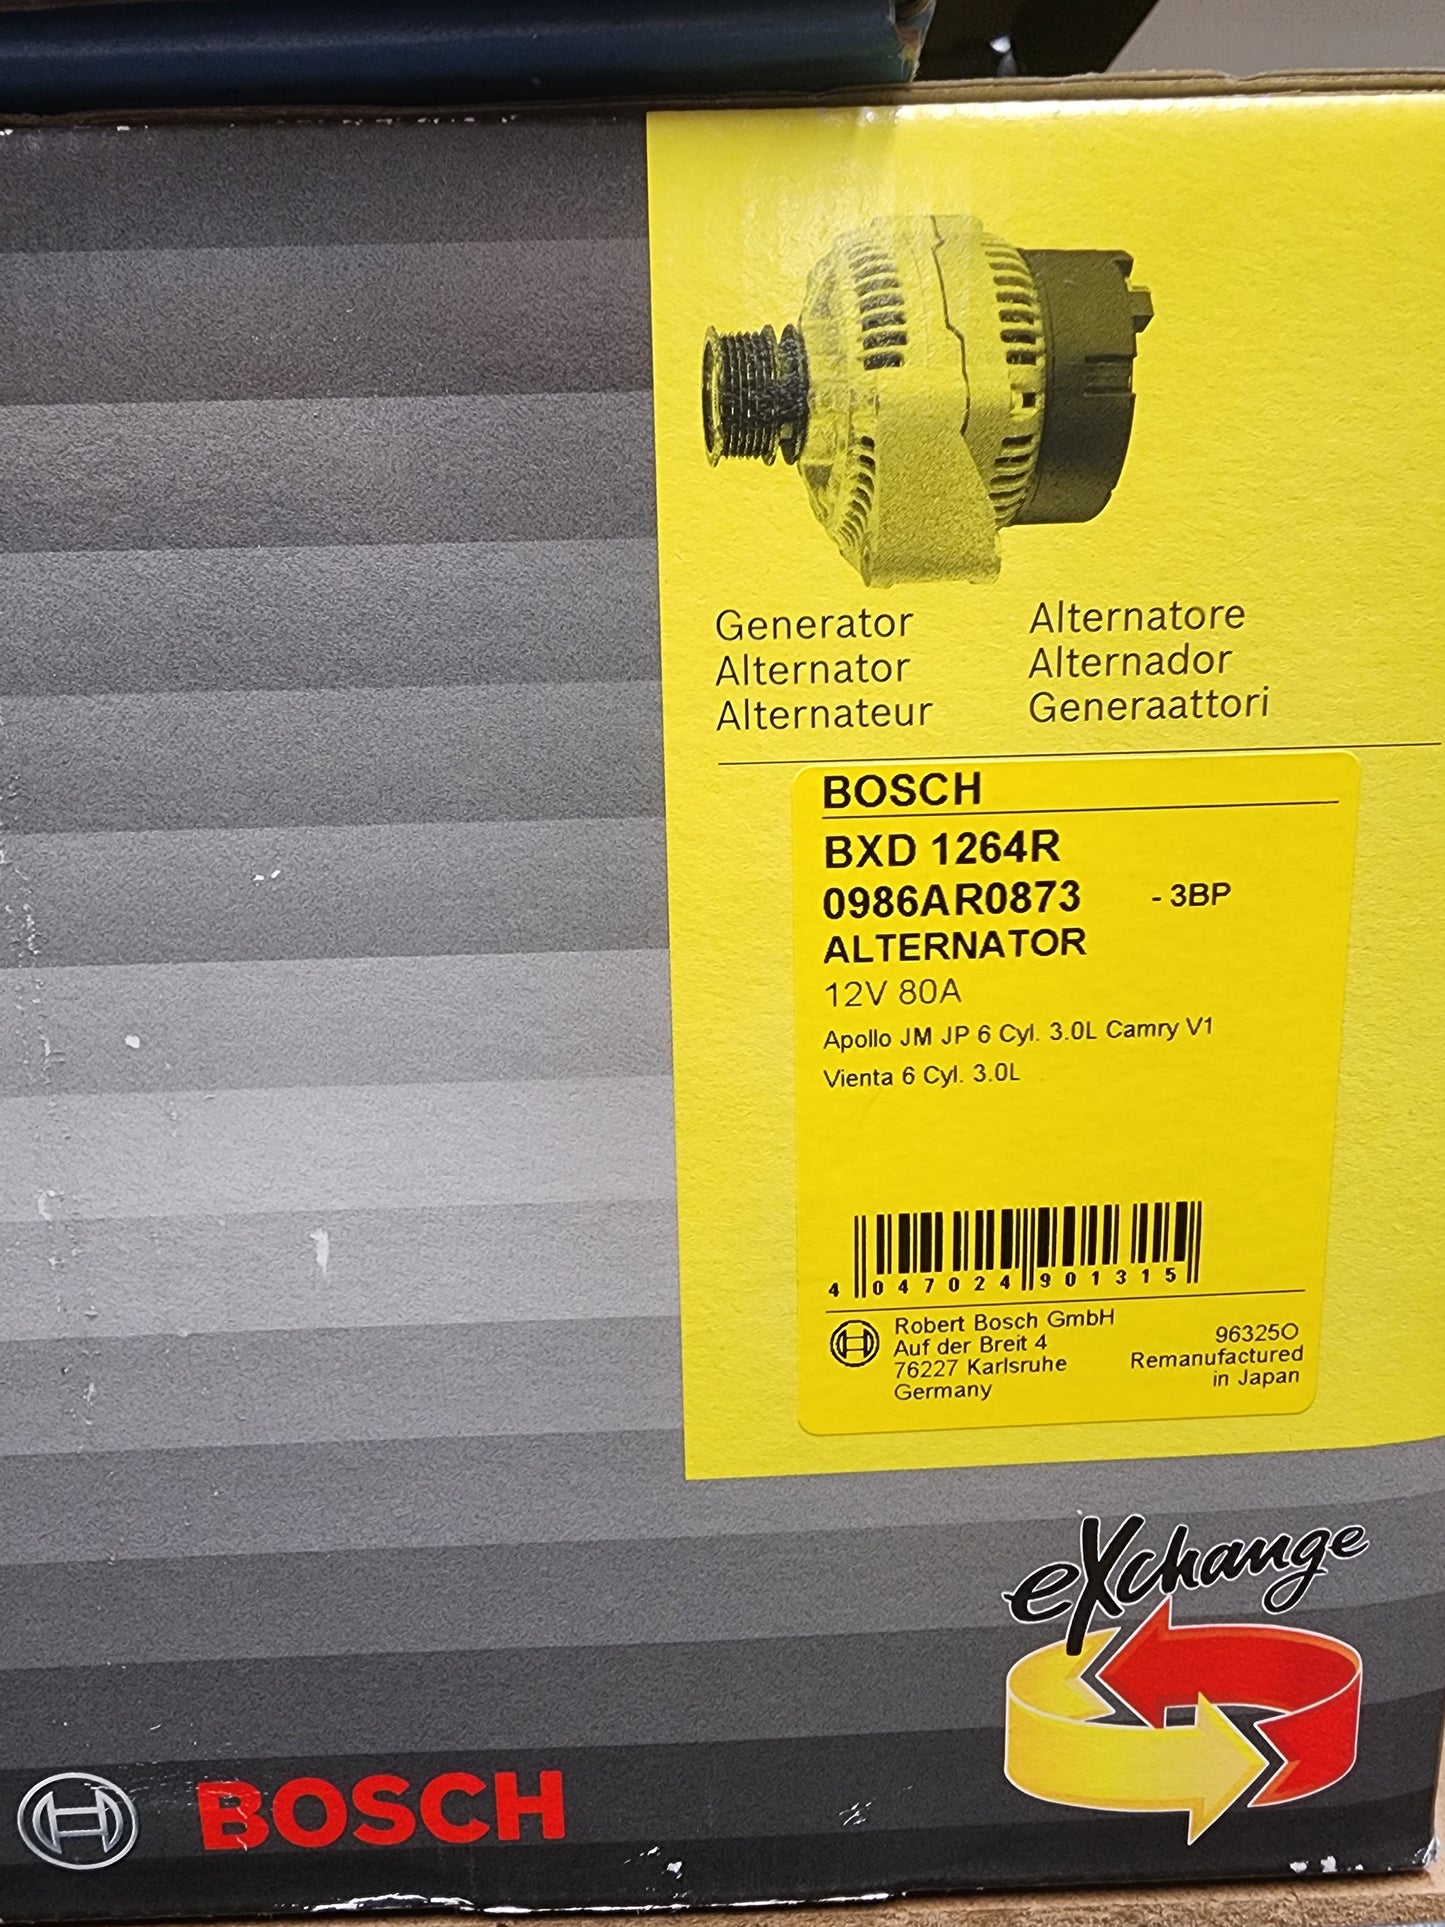 Generator
Alternator
Alternateur
Alternatore
Alternador
Generaattori
BOSCH
BXD 1264R
0986AR0873 - 3BP
ALTERNATOR
12V 80A
Apollo JM JP 6 Cyl. 3.0L Camry V1
Vienta 6 Cyl. 3.0L
4 047024 901315
Robert Bosch GmbH
Auf der Breit 4
76227 Karlsruhe
Germany
96325O
Remanufactured
in Japan
eXchange
BOSCH